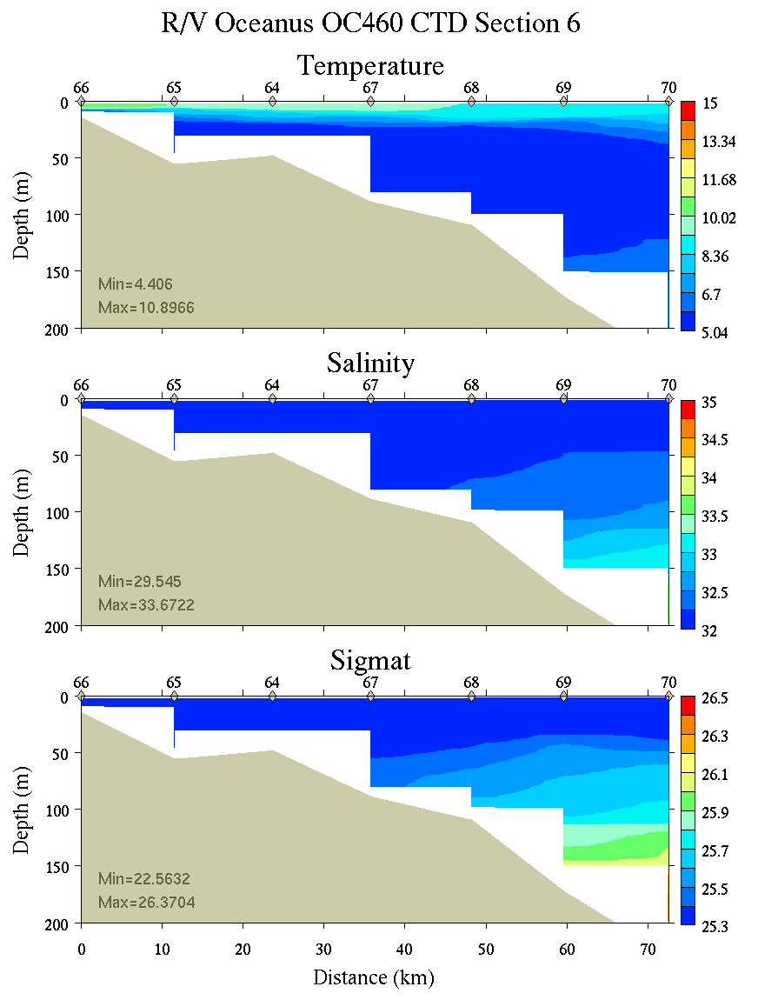 R/V Oceanus OC460 CTD Section 6
Temperature
66 65 64 67 68 69 70
0
50
100
150
200
Depth (m)
Min=4.406
Max=10.8966
15
13.34
11.68
10.02
8.36
6.7
5.04
Salinity
66 65 64 67 68 69 70
0
50
100
150
200
Depth (m)
Min=29.545
Max=33.6722
35
34.5
34
33.5
33
32.5
32
Sigmat
66 65 64 67 68 69 70
0
50
100
150
200
Depth (m)
Min=22.5632
Max=26.3704
26.5
26.3
26.1
25.9
25.7
25.5
25.3
0 10 20 30 40 50 60 70
Distance (km)